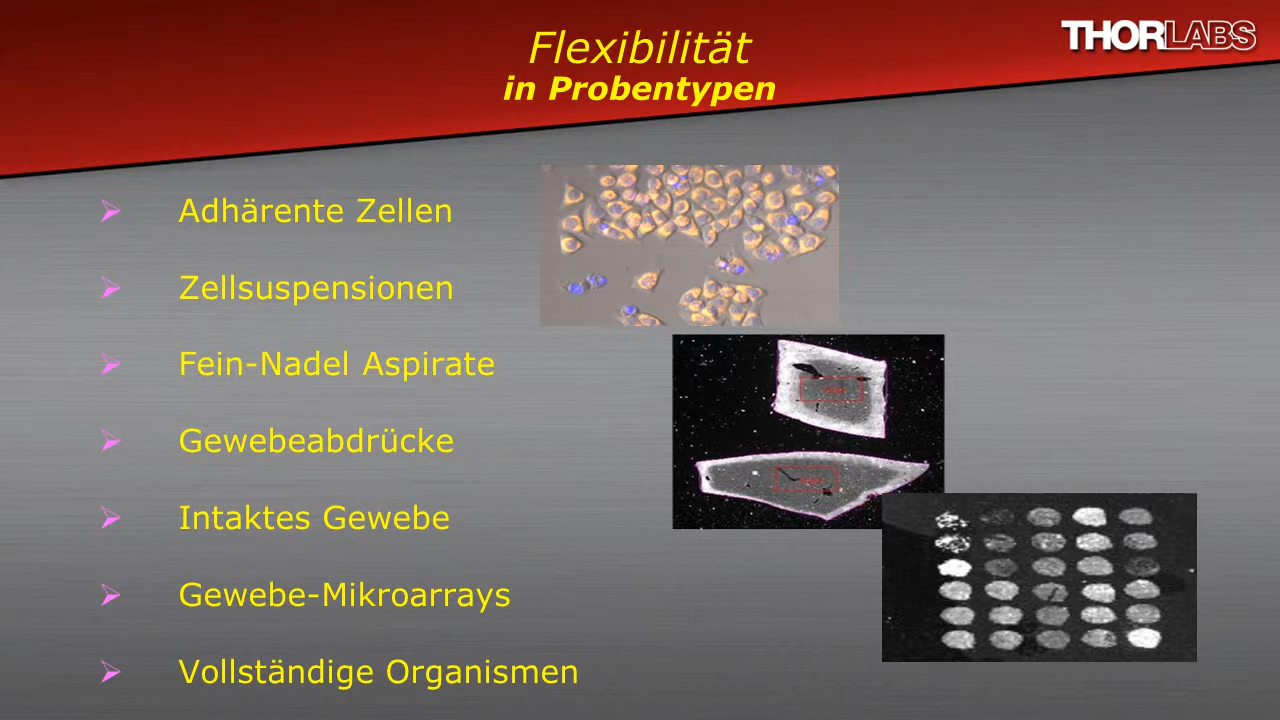 Flexibilität
in Probentypen
THORLABS
Adhärente Zellen
Zellsuspensionen
Fein-Nadel Aspirate
Gewebeabdrücke
Intaktes Gewebe
Gewebe-Mikroarrays
Vollständige Organismen